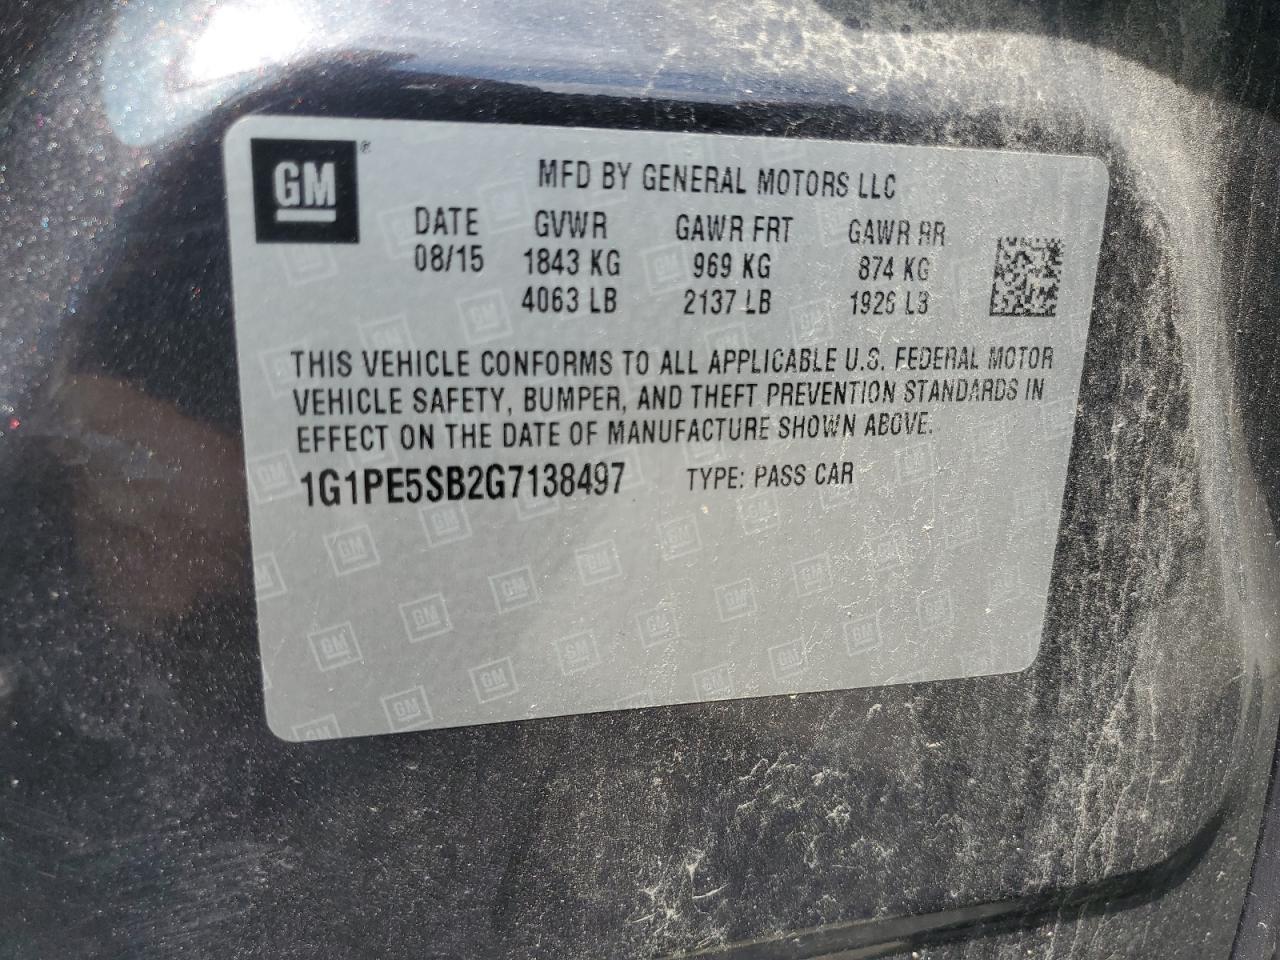 GM®
MFD BY GENERAL MOTORS LLC
DATE GVWR GAWR FRT GAWR RR
08/15 1843 KG 969 KG 874 KG
4063 LB 2137 LB 1926 LB
THIS VEHICLE CONFORMS TO ALL APPLICABLE U.S. FEDERAL MOTOR
VEHICLE SAFETY, BUMPER, AND THEFT PREVENTION STANDARDS IN
EFFECT ON THE DATE OF MANUFACTURE SHOWN ABOVE.
1G1PE5SB2G7138497 TYPE: PASS CAR